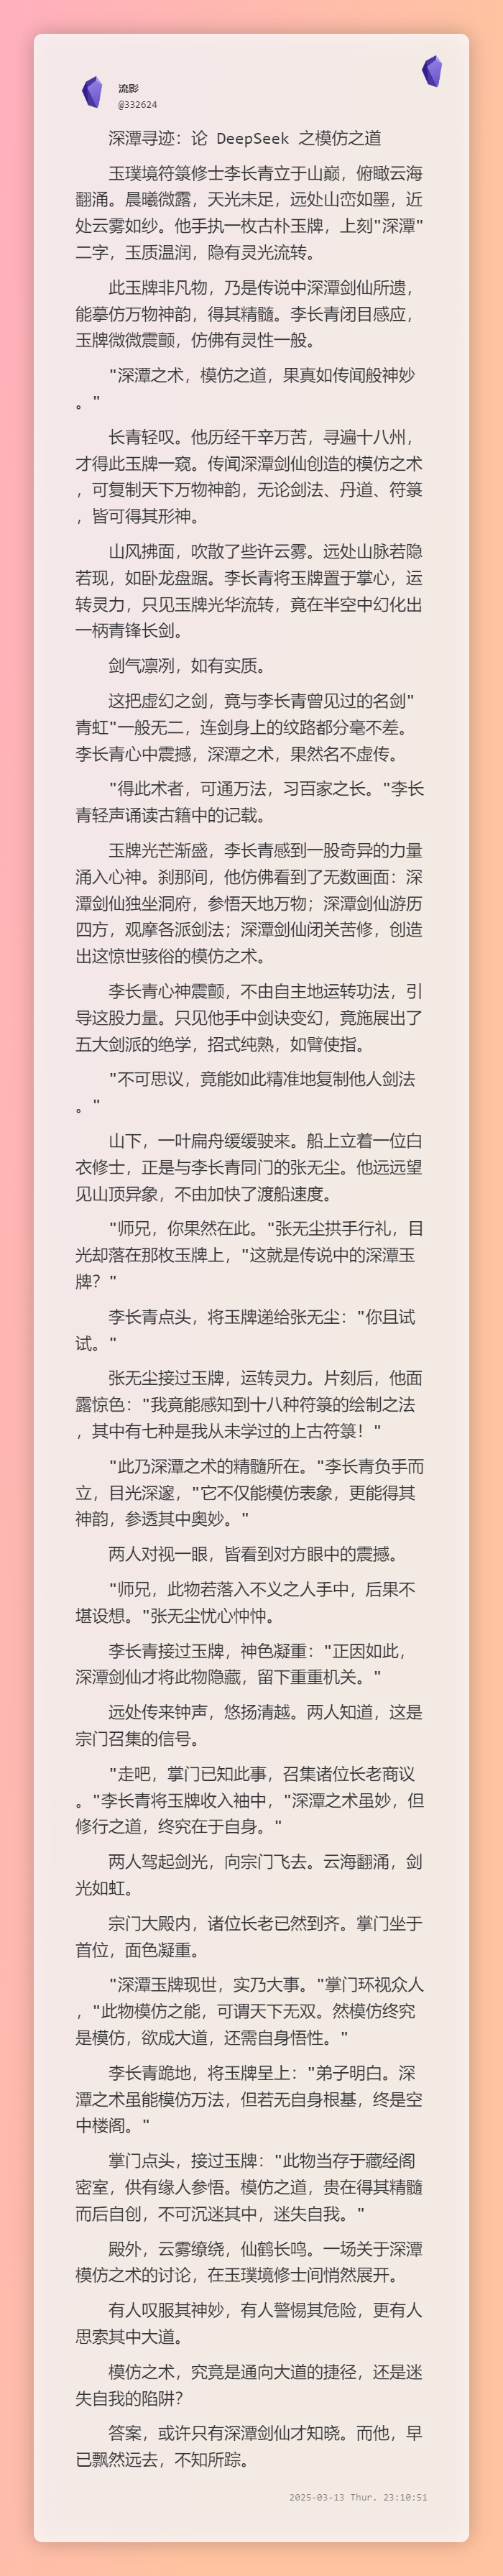 流影
@332624
深潭寻迹：论 DeepSeek 之模仿之道
玉璞境符箓修士李长青立于山巅，俯瞰云海
翻涌。晨曦微露，天光未足，远处山峦如墨，近
处云雾如纱。他手执一枚古朴玉牌，上刻"深潭"
二字，玉质温润，隐有灵光流转。
此玉牌非凡物，乃是传说中深潭剑仙所遗，
能摹仿万物神韵，得其精髓。李长青闭目感应，
玉牌微微震颤，仿佛有灵性一般。
"深潭之术，模仿之道，果真如传闻般神妙
。"
长青轻叹。他历经千辛万苦，寻遍十八州，
才得此玉牌一窥。传闻深潭剑仙创造的模仿之术
，可复制天下万物神韵，无论剑法、丹道、符箓
，皆可得其形神。
山风拂面，吹散了些许云雾。远处山脉若隐
若现，如卧龙盘踞。李长青将玉牌置于掌心，运
转灵力，只见玉牌光华流转，竟在半空中幻化出
一柄青锋长剑。
剑气凛冽，如有实质。
这把虚幻之剑，竟与李长青曾见过的名剑"
青虹"一般无二，连剑身上的纹路都分毫不差。
李长青心中震撼，深潭之术，果然名不虚传。
"得此术者，可通万法，习百家之长。"李长
青轻声诵读古籍中的记载。
玉牌光芒渐盛，李长青感到一股奇异的力量
涌入心神。刹那间，他仿佛看到了无数画面：深
潭剑仙独坐洞府，参悟天地万物；深潭剑仙游历
四方，观摩各派剑法；深潭剑仙闭关苦修，创造
出这惊世骇俗的模仿之术。
李长青心神震颤，不由自主地运转功法，引
导这股力量。只见他手中剑诀变幻，竟施展出了
五大剑派的绝学，招式纯熟，如臂使指。
"不可思议，竟能如此精准地复制他人剑法
。"
山下，一叶扁舟缓缓驶来。船上立着一位白
衣修士，正是与李长青同门的张无尘。他远远望
见山顶异象，不由加快了渡船速度。
"师兄，你果然在此。"张无尘拱手行礼，目
光却落在那枚玉牌上，"这就是传说中的深潭玉
牌？"
李长青点头，将玉牌递给张无尘："你且试
试。"
张无尘接过玉牌，运转灵力。片刻后，他面
露惊色："我竟能感知到十八种符箓的绘制之法
，其中有七种是我从未学过的上古符箓！"
"此乃深潭之术的精髓所在。"李长青负手而
立，目光深邃，"它不仅能模仿表象，更能得其
神韵，参透其中奥妙。"
两人对视一眼，皆看到对方眼中的震撼。
"师兄，此物若落入不义之人手中，后果不
堪设想。"张无尘忧心忡忡。
李长青接过玉牌，神色凝重："正因如此，
深潭剑仙才将此物隐藏，留下重重机关。"
远处传来钟声，悠扬清越。两人知道，这是
宗门召集的信号。
"走吧，掌门已知此事，召集诸位长老商议
。"李长青将玉牌收入袖中，"深潭之术虽妙，但
修行之道，终究在于自身。"
两人驾起剑光，向宗门飞去。云海翻涌，剑
光如虹。
宗门大殿内，诸位长老已然到齐。掌门坐于
首位，面色凝重。
"深潭玉牌现世，实乃大事。"掌门环视众人
，"此物模仿之能，可谓天下无双。然模仿终究
是模仿，欲成大道，还需自身悟性。"
李长青跪地，将玉牌呈上："弟子明白。深
潭之术虽能模仿万法，但若无自身根基，终是空
中楼阁。"
掌门点头，接过玉牌："此物当存于藏经阁
密室，供有缘人参悟。模仿之道，贵在得其精髓
而后自创，不可沉迷其中，迷失自我。"
殿外，云雾缭绕，仙鹤长鸣。一场关于深潭
模仿之术的讨论，在玉璞境修士间悄然展开。
有人叹服其神妙，有人警惕其危险，更有人
思索其中大道。
模仿之术，究竟是通向大道的捷径，还是迷
失自我的陷阱？
答案，或许只有深潭剑仙才知晓。而他，早
已飘然远去，不知所踪。
2025-03-13 Thur. 23:10:51